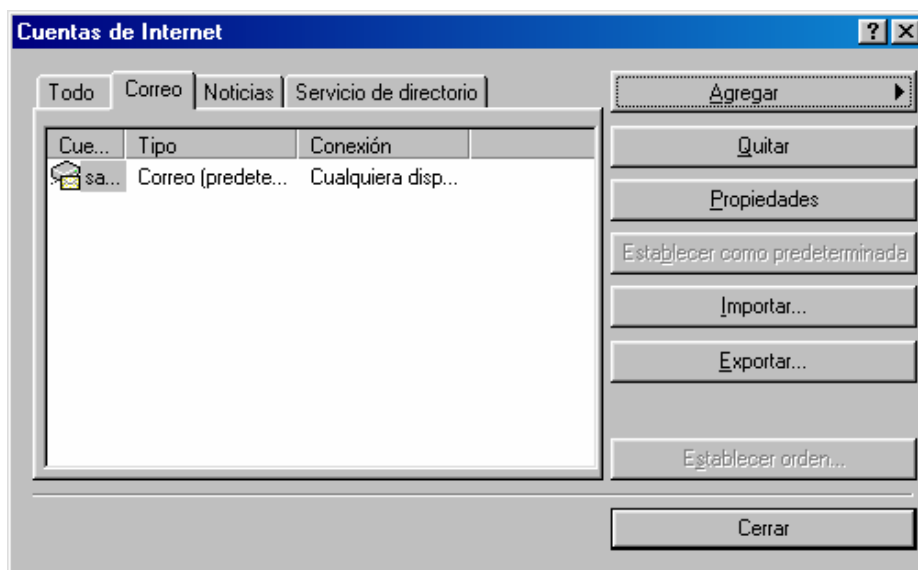 Cuentas de Internet
Todo Correo Noticias Servicio de directorio
Cue... Tipo Conexión
sa... Correo (predete... Cualquiera disp...
Agregar
Quitar
Propiedades
Establecer como predeterminada
Importar...
Exportar...
Establecer orden...
Cerrar